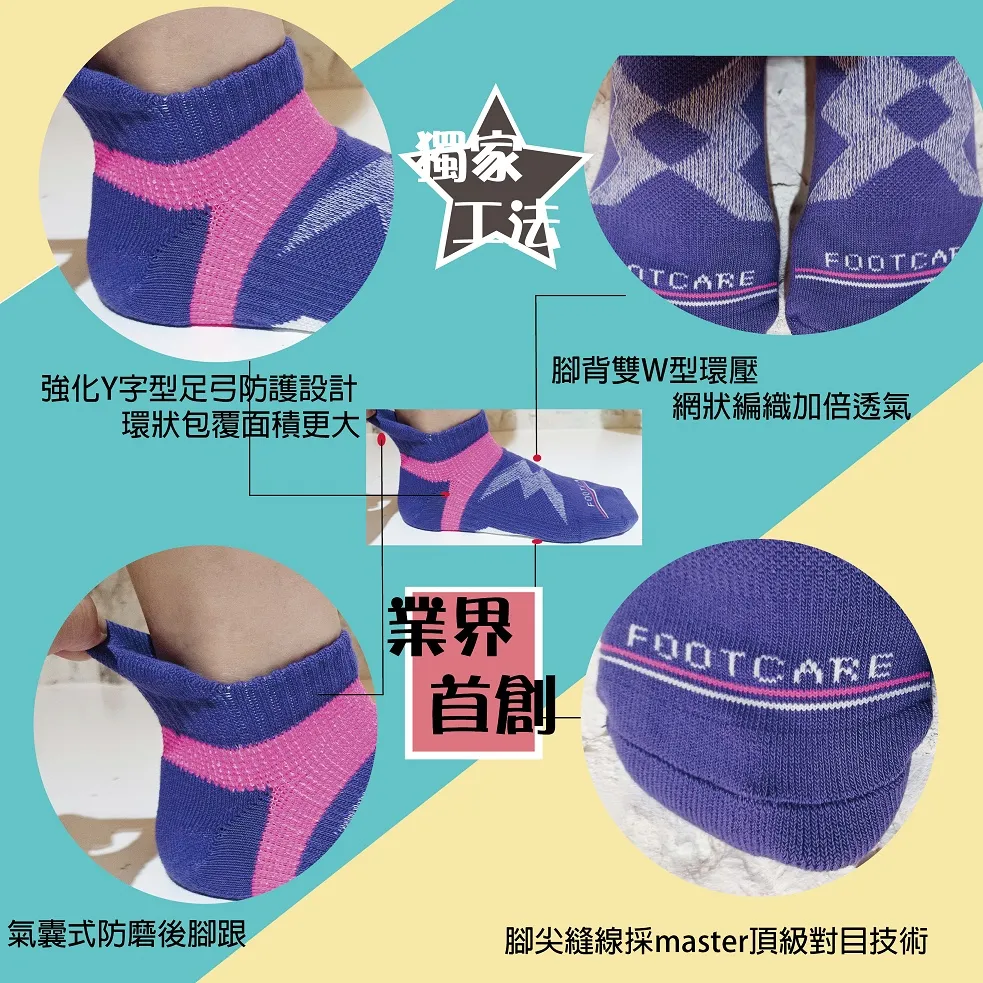 獨家
工法
OTCARE
FOOTCAR
強化Y字型足弓防護設計
環狀包覆面積更大
腳背雙W型環壓
網狀編織加倍透氣
業界
首創
FOOTCARE
氣囊式防磨後腳跟
腳尖縫線採master頂級對目技術